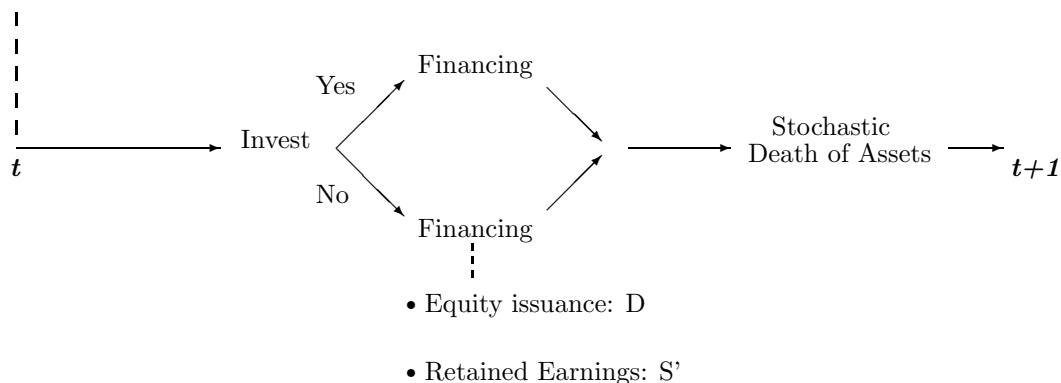 Financing
Yes
Stochastic
Invest
Death of Assets
t
t+1
No
Financing
• Equity issuance: D
• Retained Earnings: S'